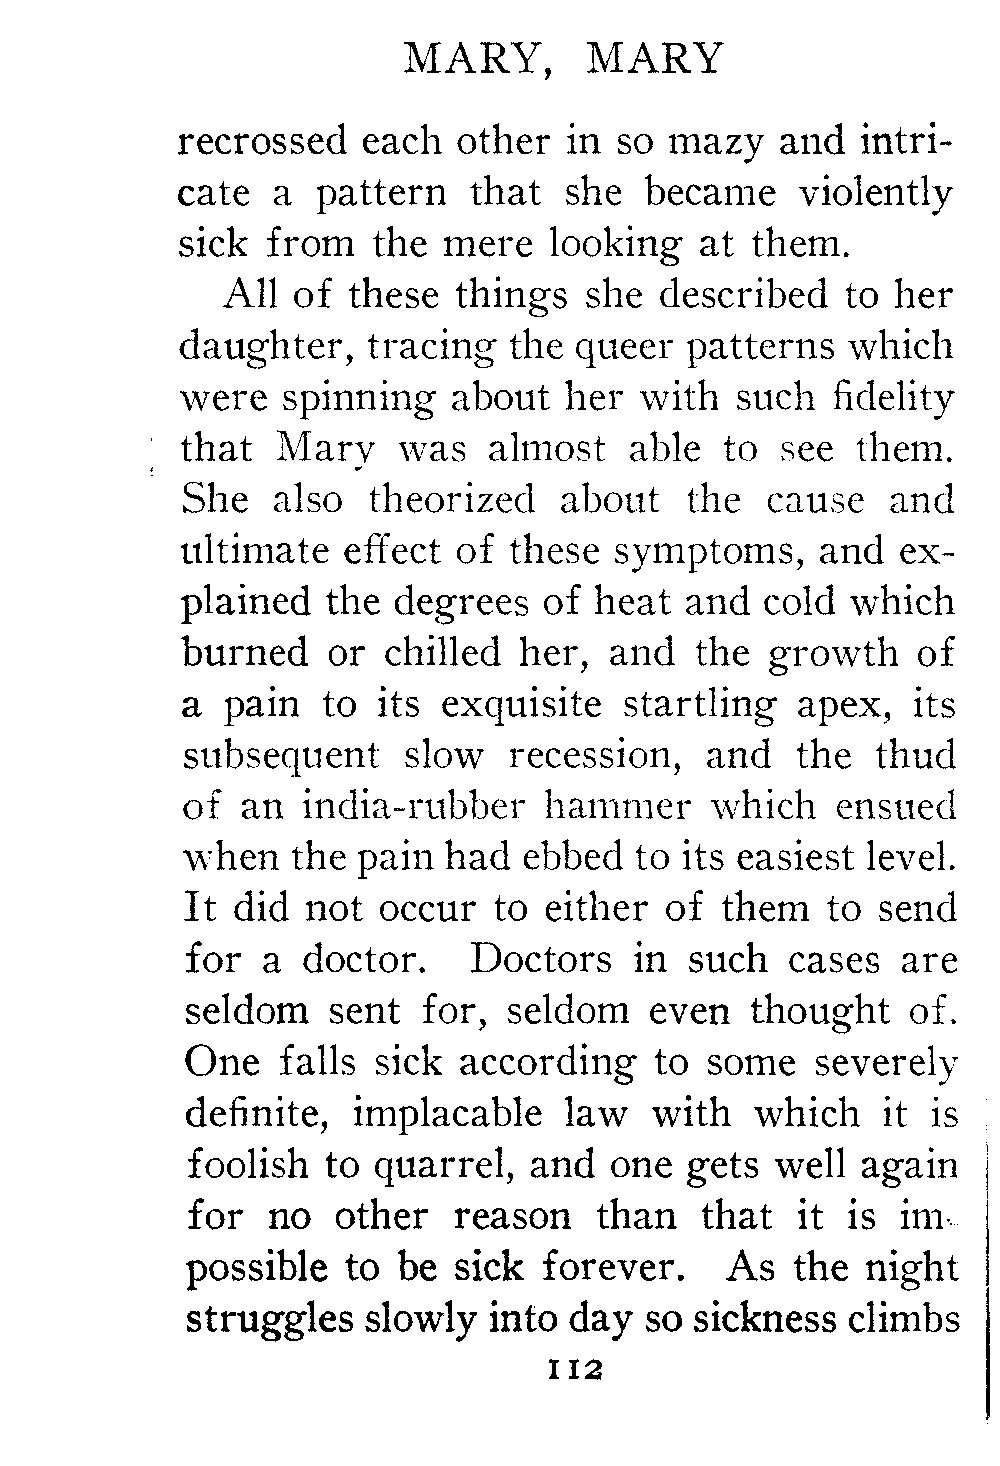 MARY, MARY
recrossed each other in so mazy and intri-
cate a pattern that she became violently
sick from the mere looking at them.
All of these things she described to her
daughter, tracing the queer patterns which
were spinning about her with such fidelity
that Mary was almost able to see them.
She also theorized about the cause and
ultimate effect of these symptoms, and ex-
plained the degrees of heat and cold which
burned or chilled her, and the growth of
a pain to its exquisite startling apex, its
subsequent slow recession, and the thud
of an india-rubber hammer which ensued
when the pain had ebbed to its easiest level.
It did not occur to either of them to send
for a doctor. Doctors in such cases are
seldom sent for, seldom even thought of.
One falls sick according to some severely
definite, implacable law with which it is
foolish to quarrel, and one gets well again
for no other reason than that it is im-
possible to be sick forever. As the night
struggles slowly into day so sickness climbs
112